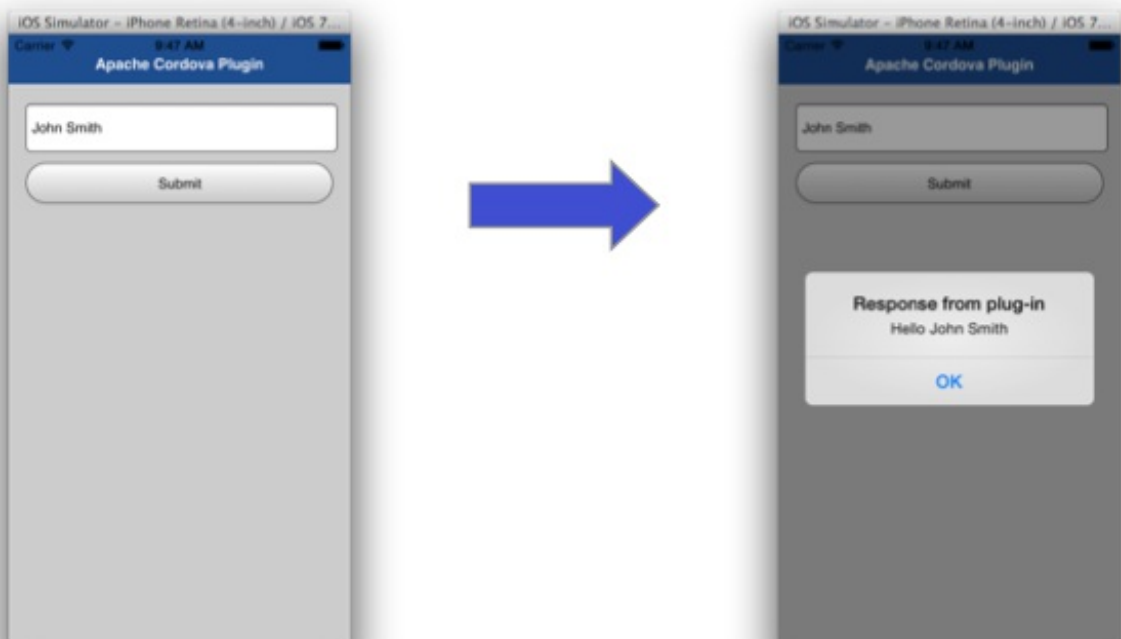 iOS Simulator – iPhone Retina (4-inch) / iOS 7...
Carrier 9:47 AM
Apache Cordova Plugin
John Smith
Submit
iOS Simulator – iPhone Retina (4-inch) / iOS 7...
Carrier 9:47 AM
Apache Cordova Plugin
John Smith
Submit
Response from plug-in
Hello John Smith
OK